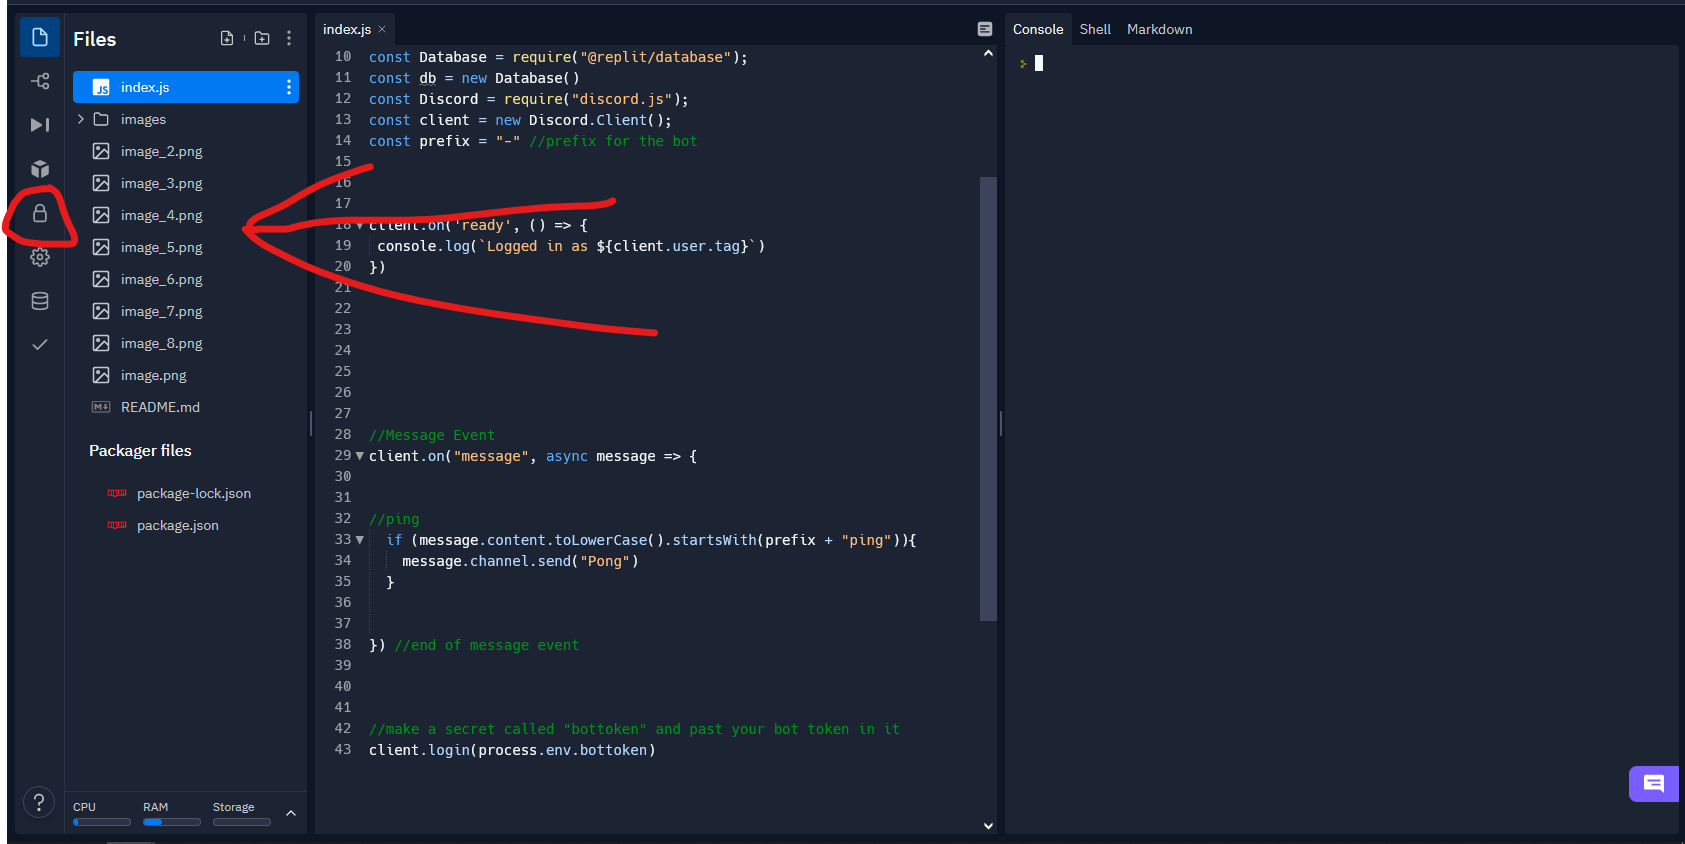 Files
index.js
images
image_2.png
image_3.png
image_4.png
image_5.png
image_6.png
image_7.png
image_8.png
image.png
README.md
Packager files
package-lock.json
package.json
CPU RAM Storage
?
index.js ×
10 const Database = require("@replit/database");
11 const db = new Database()
12 const Discord = require("discord.js");
13 const client = new Discord.Client();
14 const prefix = "-" //prefix for the bot
15
16
17
18 client.on('ready', () => {
19 console.log(`Logged in as ${client.user.tag}`)
20 })
21
22
23
24
25
26
27
28 //Message Event
29 client.on("message", async message => {
30
31
32 //ping
33 if (message.content.toLowerCase().startsWith(prefix + "ping")){
34 message.channel.send("Pong")
35 }
36
37
38 }) //end of message event
39
40
41
42 //make a secret called "bottoken" and past your bot token in it
43 client.login(process.env.bottoken)
Console Shell Markdown